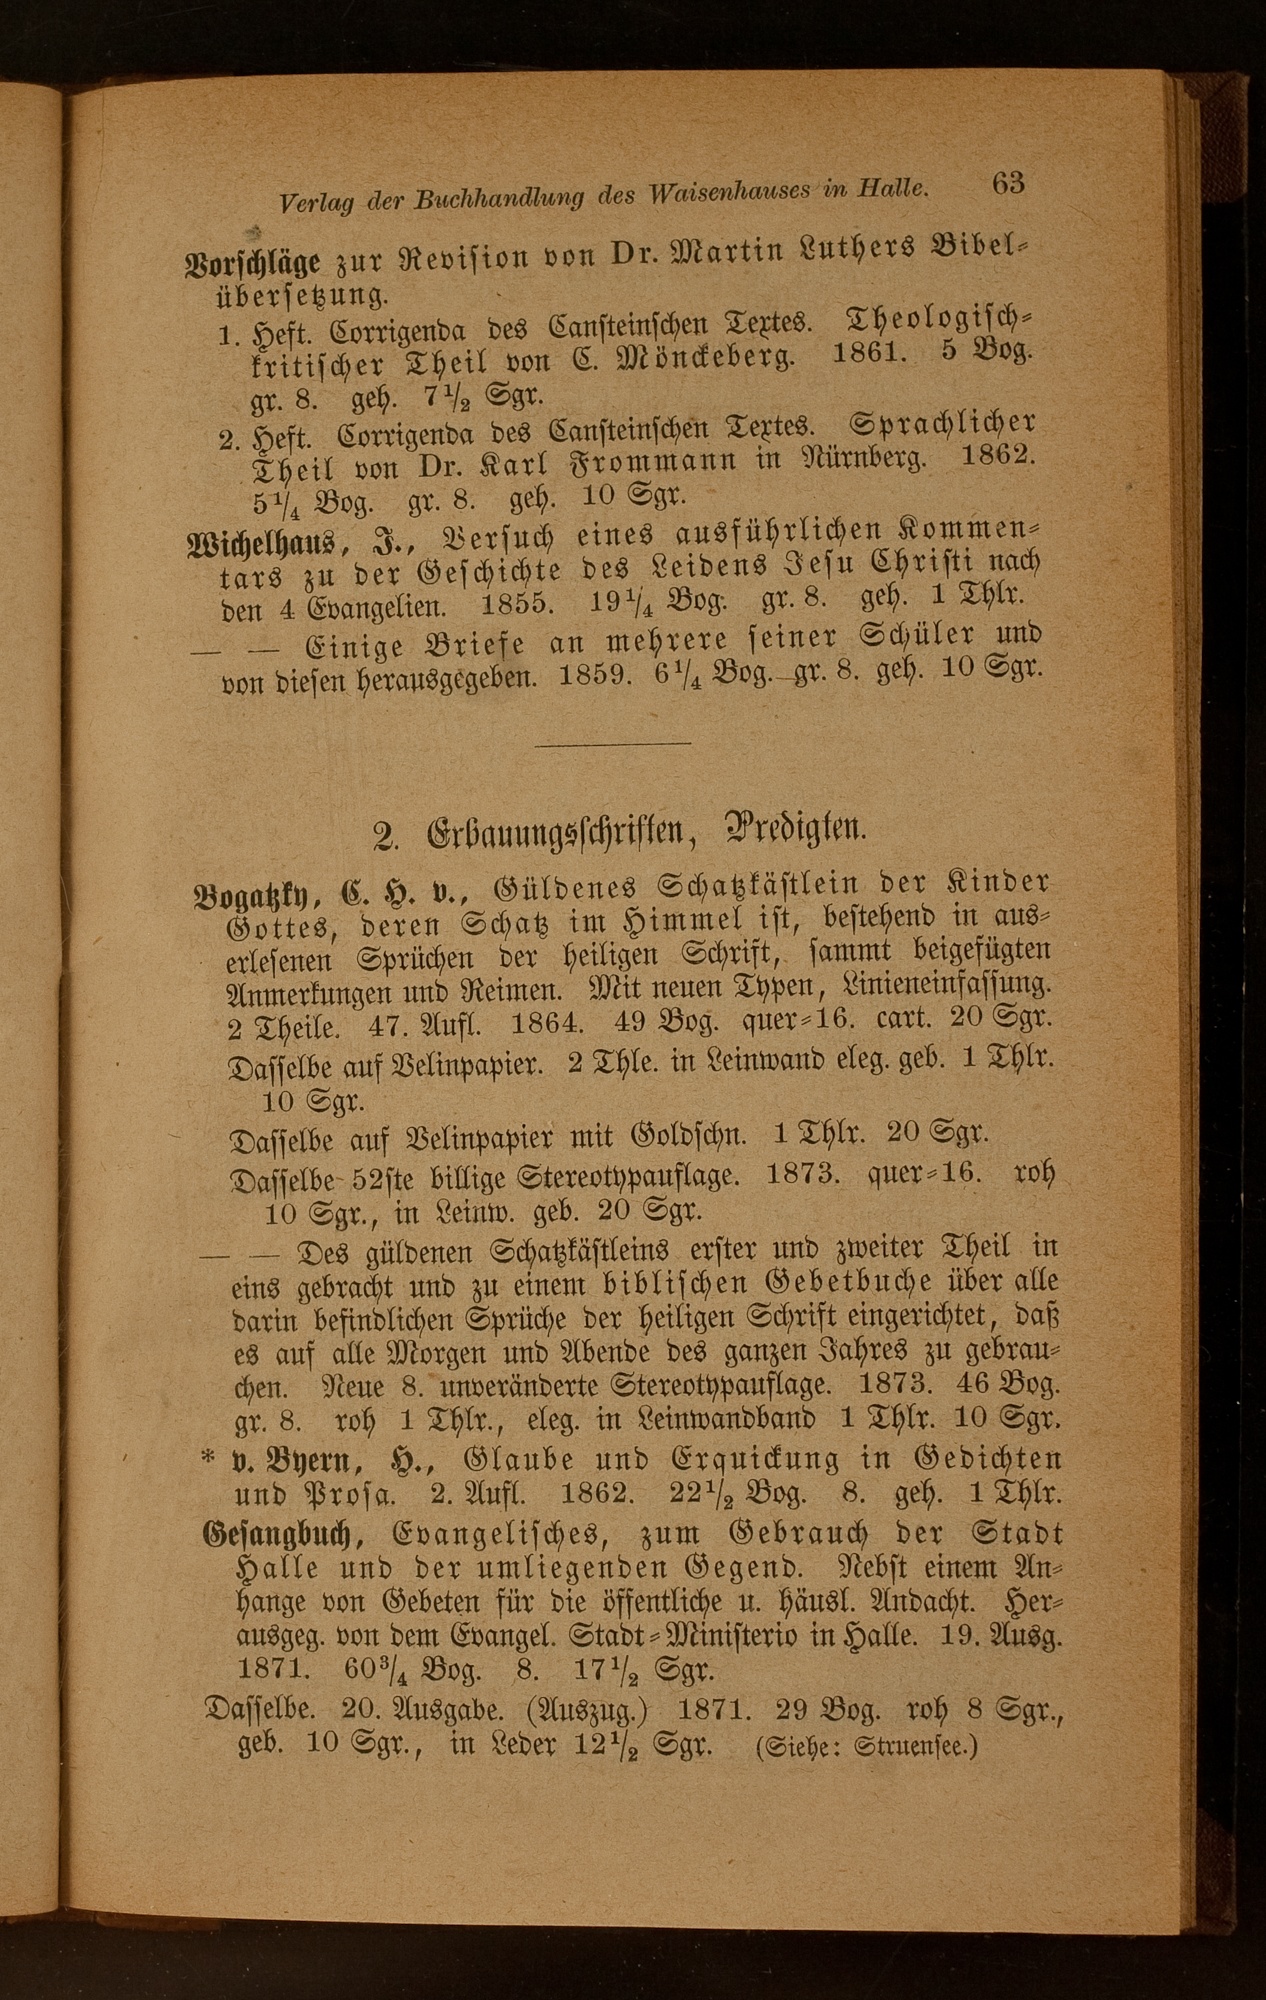 Verlag der Buchhandlung des Waisenhauses in Halle. 63
Vorschläge zur Revision von Dr. Martin Luthers Bibel-
übersetzung.
1. Heft. Corrigenda des Cansteinschen Textes. Theologisch-
kritischer Theil von C. Mönckeberg. 1861. 5 Bog.
gr. 8. geh. 7 1/2 Sgr.
2. Heft. Corrigenda des Cansteinschen Textes. Sprachlicher
Theil von Dr. Karl Frommann in Nürnberg. 1862.
5 1/4 Bog. gr. 8. geh. 10 Sgr.
Wichelhaus, J., Versuch eines ausführlichen Kommen-
tars zu der Geschichte des Leidens Jesu Christi nach
den 4 Evangelien. 1855. 19 1/4 Bog. gr. 8. geh. 1 Thlr.
— — Einige Briefe an mehrere seiner Schüler und
von diesen herausgegeben. 1859. 6 1/4 Bog. gr. 8. geh. 10 Sgr.
2. Erbauungsschriften, Predigten.
Bogatzky, C. H. v., Güldenes Schatzkästlein der Kinder
Gottes, deren Schatz im Himmel ist, bestehend in aus-
erlesenen Sprüchen der heiligen Schrift, sammt beigefügten
Anmerkungen und Reimen. Mit neuen Typen, Linieneinfassung.
2 Theile. 47. Aufl. 1864. 49 Bog. quer-16. cart. 20 Sgr.
Dasselbe auf Velinpapier. 2 Thle. in Leinwand eleg. geb. 1 Thlr.
10 Sgr.
Dasselbe auf Velinpapier mit Goldschn. 1 Thlr. 20 Sgr.
Dasselbe 52ste billige Stereotypauflage. 1873. quer-16. roh
10 Sgr., in Leinw. geb. 20 Sgr.
— — Des güldenen Schatzkästleins erster und zweiter Theil in
eins gebracht und zu einem biblischen Gebetbuche über alle
darin befindlichen Sprüche der heiligen Schrift eingerichtet, daß
es auf alle Morgen und Abende des ganzen Jahres zu gebrau-
chen. Neue 8. unveränderte Stereotypauflage. 1873. 46 Bog.
gr. 8. roh 1 Thlr., eleg. in Leinwandband 1 Thlr. 10 Sgr.
* v. Byern, H., Glaube und Erquickung in Gedichten
und Prosa. 2. Aufl. 1862. 22 1/2 Bog. 8. geh. 1 Thlr.
Gesangbuch, Evangelisches, zum Gebrauch der Stadt
Halle und der umliegenden Gegend. Nebst einem An-
hange von Gebeten für die öffentliche u. häusl. Andacht. Her-
ausgeg. von dem Evangel. Stadt-Ministerio in Halle. 19. Ausg.
1871. 60 3/4 Bog. 8. 17 1/2 Sgr.
Dasselbe. 20. Ausgabe. (Auszug.) 1871. 29 Bog. roh 8 Sgr.,
geb. 10 Sgr., in Leder 12 1/2 Sgr. (Siehe: Struensee.)